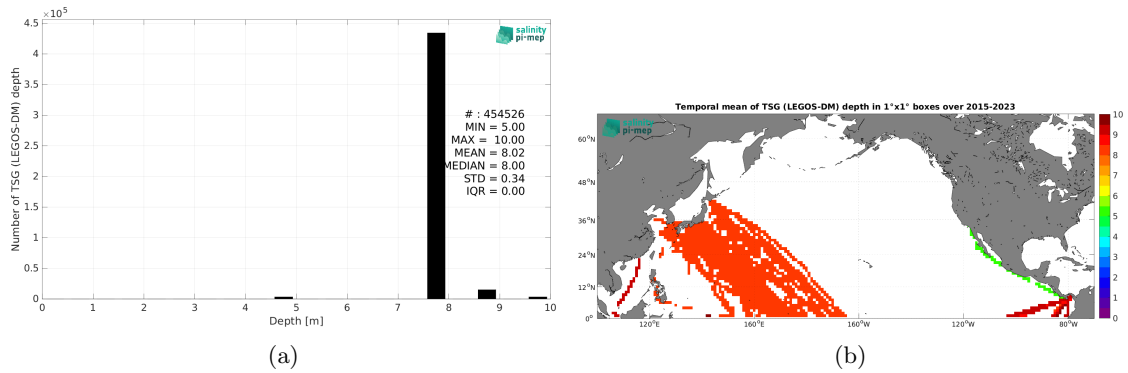 ×10⁵
4.5
4
3.5
3
2.5
2
1.5
1
0.5
0
Number of TSG (LEGOS-DM) depth
salinity
pi-mep
# : 454526
MIN = 5.00
MAX = 10.00
MEAN = 8.02
MEDIAN = 8.00
STD = 0.34
IQR = 0.00
0 1 2 3 4 5 6 7 8 9 10
Depth [m]
(a)
Temporal mean of TSG (LEGOS-DM) depth in 1°x1° boxes over 2015-2023
salinity
pi-mep
60°N
48°N
36°N
24°N
12°N
0°
120°E 160°E 160°W 120°W 80°W
10
9
8
7
6
5
4
3
2
1
0
(b)